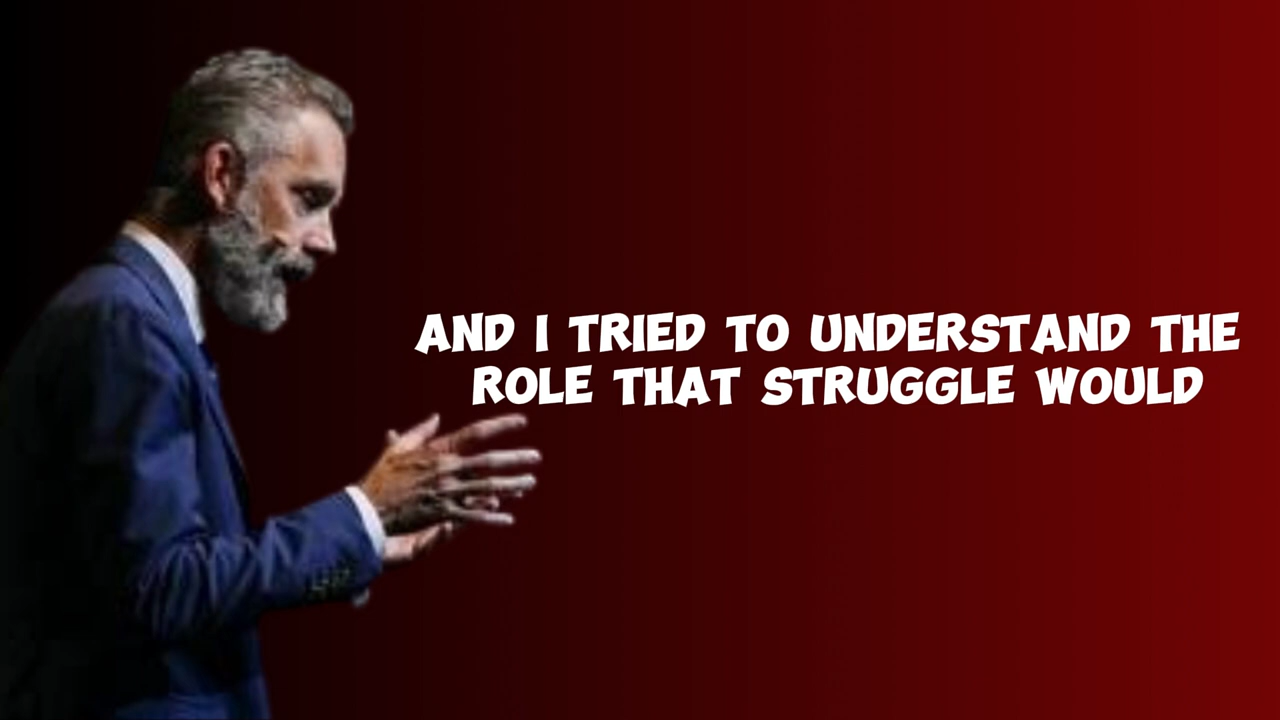 AND I TRIED TO UNDERSTAND THE
ROLE THAT STRUGGLE WOULD